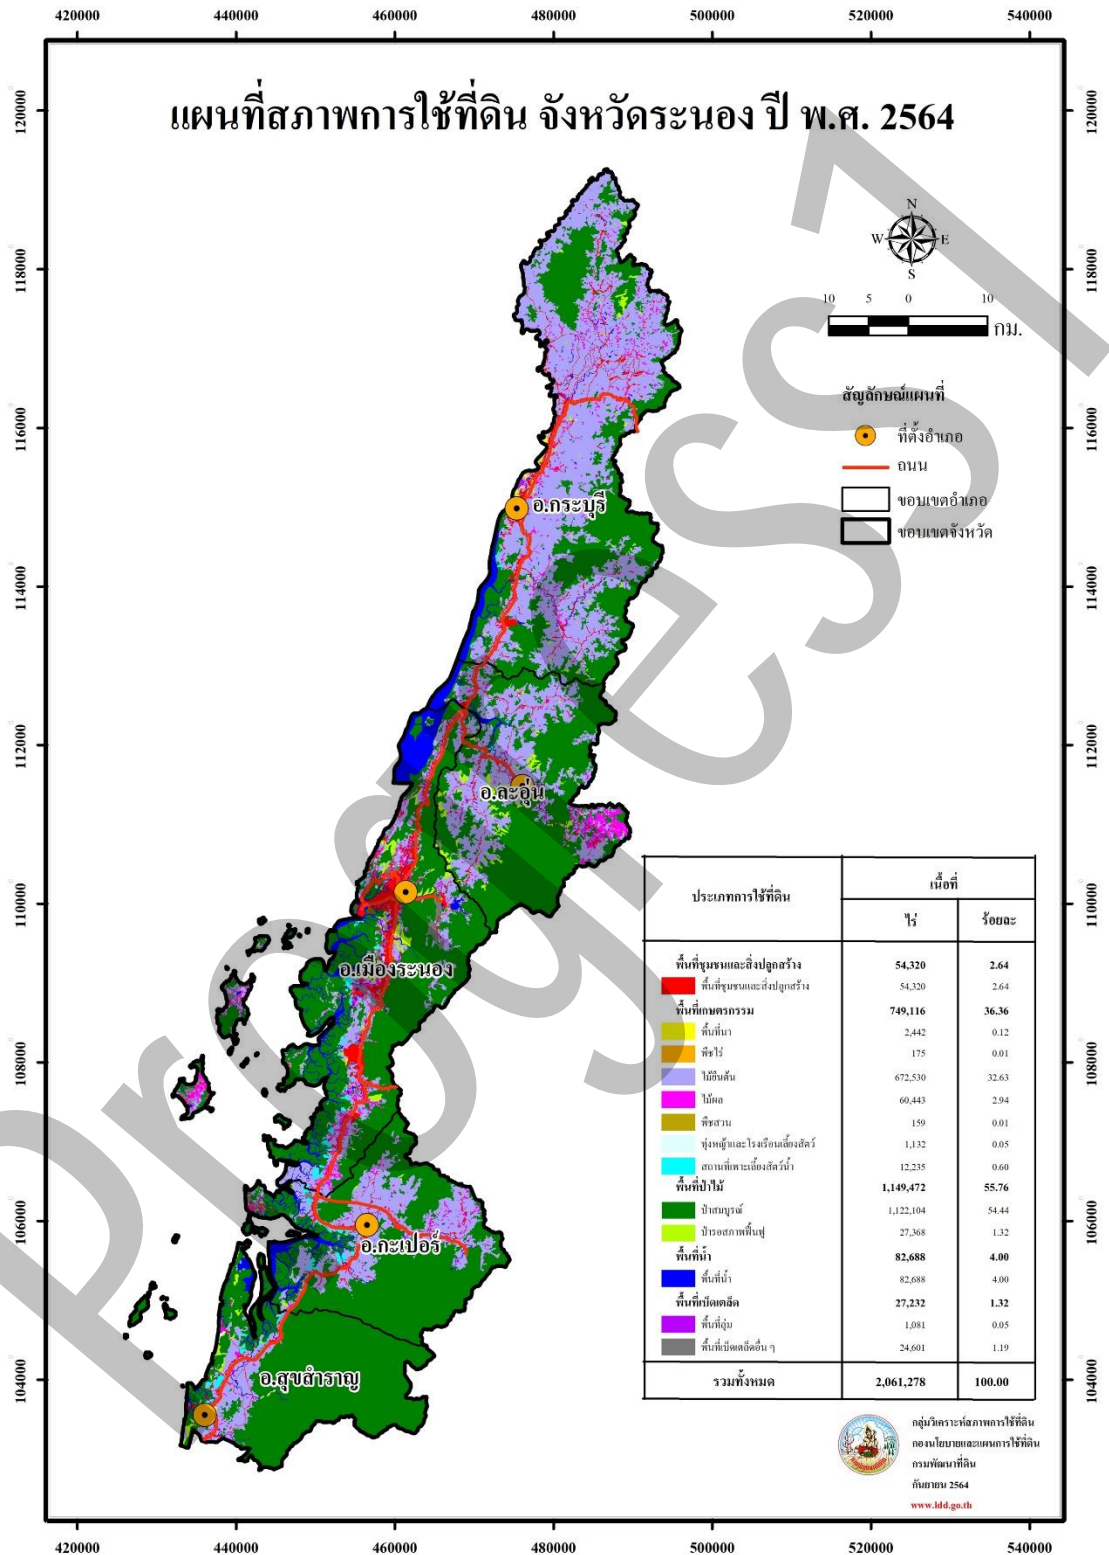 420000 440000 460000 480000 500000 520000 540000
แผนที่สภาพการใช้ที่ดิน จังหวัดระนอง ปี พ.ศ. 2564
120000 120000
118000 118000
116000 116000
114000 114000
112000 112000
110000 110000
108000 108000
106000 106000
104000 104000
N
W E
S
10 5 0 10
กม.
สัญลักษณ์แผนที่
ที่ตั้งอำเภอ
ถนน
ขอบเขตอำเภอ
ขอบเขตจังหวัด
อ.กระบุรี
อ.ละอุ่น
อ.เมืองระนอง
อ.กะเปอร์
อ.สุขสำราญ
Progress1
ประเภทการใช้ที่ดิน เนื้อที่
ไร่ ร้อยละ
พื้นที่ชุมชนและสิ่งปลูกสร้าง 54,320 2.64
พื้นที่ชุมชนและสิ่งปลูกสร้าง 54,320 2.64
พื้นที่เกษตรกรรม 749,116 36.36
พื้นที่นา 2,442 0.12
พืชไร่ 175 0.01
ไม้ยืนต้น 672,530 32.63
ไม้ผล 60,443 2.94
พืชสวน 159 0.01
ทุ่งหญ้าและโรงเรือนเลี้ยงสัตว์ 1,132 0.05
สถานที่เพาะเลี้ยงสัตว์น้ำ 12,235 0.60
พื้นที่ป่าไม้ 1,149,472 55.76
ป่าสมบูรณ์ 1,122,104 54.44
ป่ารอสภาพฟื้นฟู 27,368 1.32
พื้นที่น้ำ 82,688 4.00
พื้นที่น้ำ 82,688 4.00
พื้นที่เบ็ดเตล็ด 27,232 1.32
พื้นที่ลุ่ม 1,081 0.05
พื้นที่เบ็ดเตล็ดอื่น ๆ 24,601 1.19
รวมทั้งหมด 2,061,278 100.00
กลุ่มวิเคราะห์สภาพการใช้ที่ดิน
กองนโยบายและแผนการใช้ที่ดิน
กรมพัฒนาที่ดิน
กันยายน 2564
www.ldd.go.th
420000 440000 460000 480000 500000 520000 540000